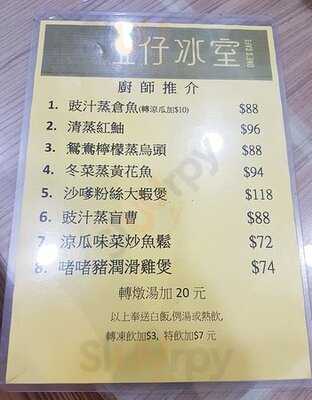 仔冰室
廚師推介
1. 豉汁蒸倉魚(轉涼瓜加$10) $88
2. 清蒸紅鮋 $96
3. 鴛鴦檸檬蒸烏頭 $88
4. 冬菜蒸黃花魚 $94
5. 沙嗲粉絲大蝦煲 $118
6. 豉汁蒸盲曹 $88
7 涼瓜味菜炒魚鬆 $72
8. 啫啫豬潤滑雞煲 $74
轉燉湯加 20 元
以上奉送白飯,例湯或熱飲,
轉凍飲加$3, 特飲加$7 元